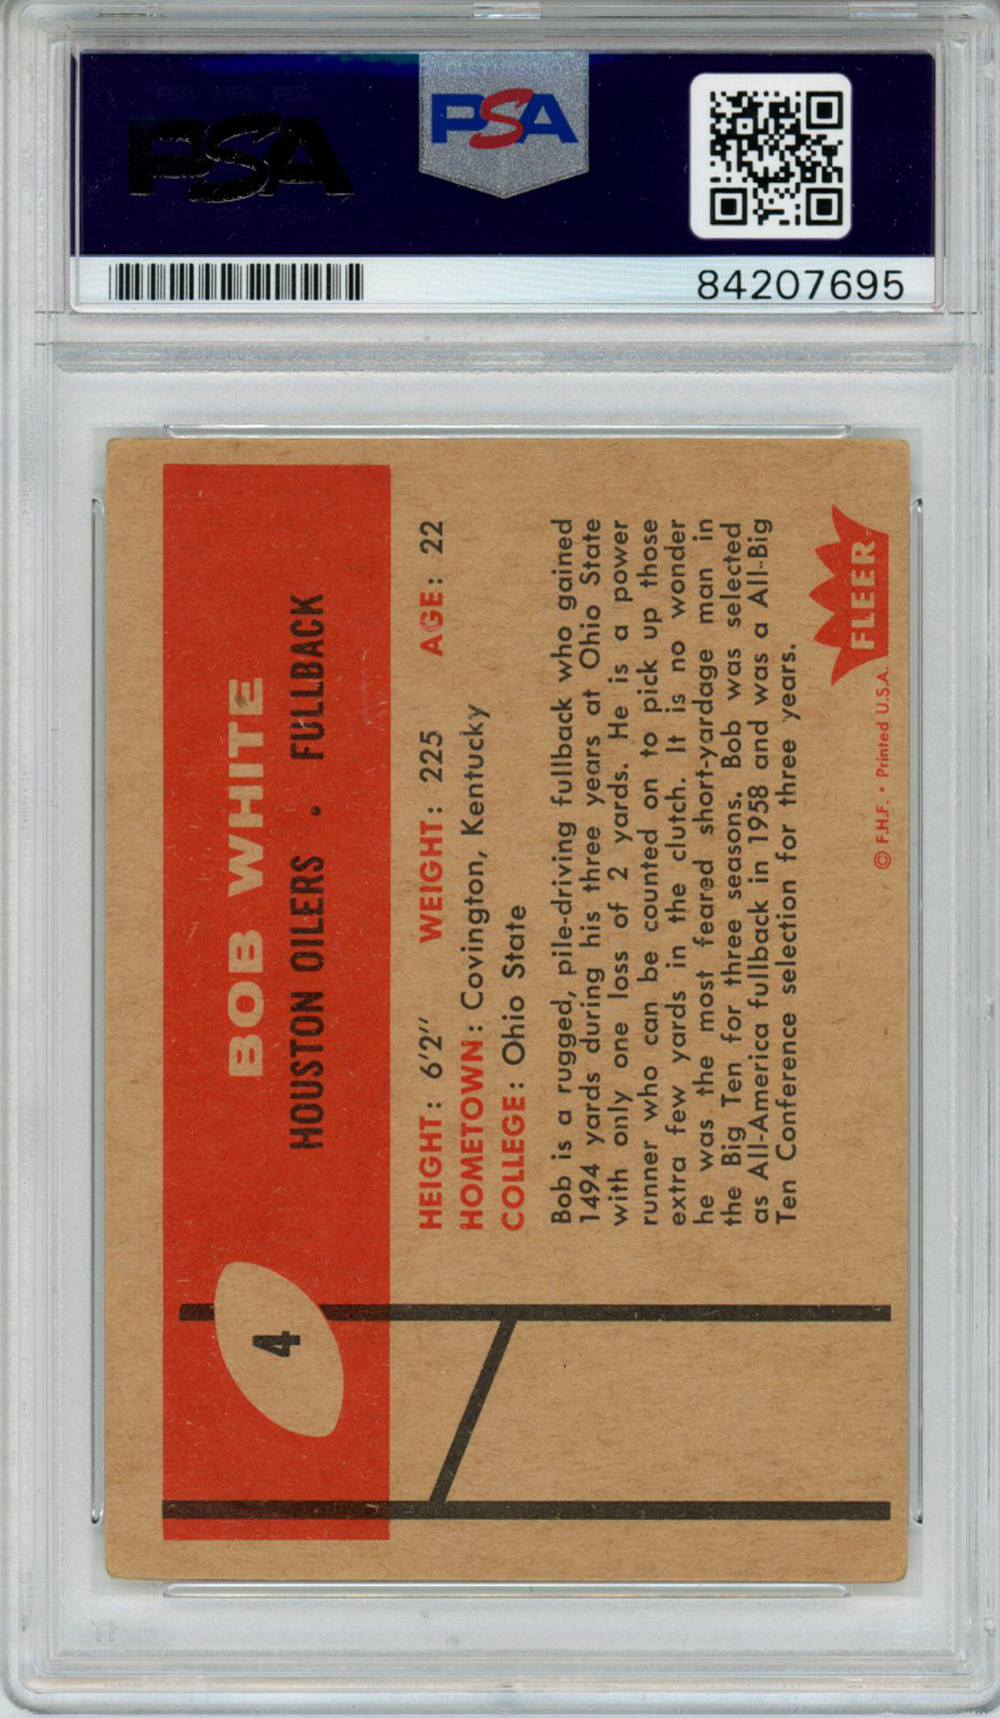 PSA
PSA
84207695
4
BOB WHITE
HOUSTON OILERS • FULLBACK
HEIGHT: 6'2" WEIGHT: 225 AGE: 22
HOMETOWN: Covington, Kentucky
COLLEGE: Ohio State
Bob is a rugged, pile-driving fullback who gained
1494 yards during his three years at Ohio State
with only one loss of 2 yards. He is a power
runner who can be counted on to pick up those
extra few yards in the clutch. It is no wonder
he was the most feared short-yardage man in
the Big Ten for three seasons. Bob was selected
as All-America fullback in 1958 and was a All-Big
Ten Conference selection for three years.
© F.H.F. • Printed U.S.A.
FLEER